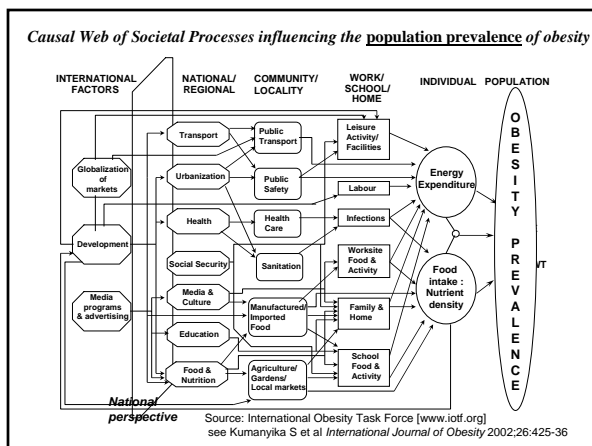 Causal Web of Societal Processes influencing the population prevalence of obesity
INTERNATIONAL
FACTORS
NATIONAL/
REGIONAL
COMMUNITY/
LOCALITY
WORK/
SCHOOL/
HOME
INDIVIDUAL
POPULATION
Globalization
of
markets
Development
Media
programs
& advertising
Transport
Urbanization
Health
Social Security
Media &
Culture
Education
Food &
Nutrition
National
perspective
Public
Transport
Public
Safety
Health
Care
Sanitation
Manufactured/
Imported
Food
Agriculture/
Gardens/
Local markets
Leisure
Activity/
Facilities
Labour
Infections
Worksite
Food &
Activity
Family &
Home
School
Food &
Activity
Energy
Expenditure
Food
intake :
Nutrient
density
OBESITY PREVALENCE
Source: International Obesity Task Force [www.iotf.org]
see Kumanyika S et al International Journal of Obesity 2002;26:425-36